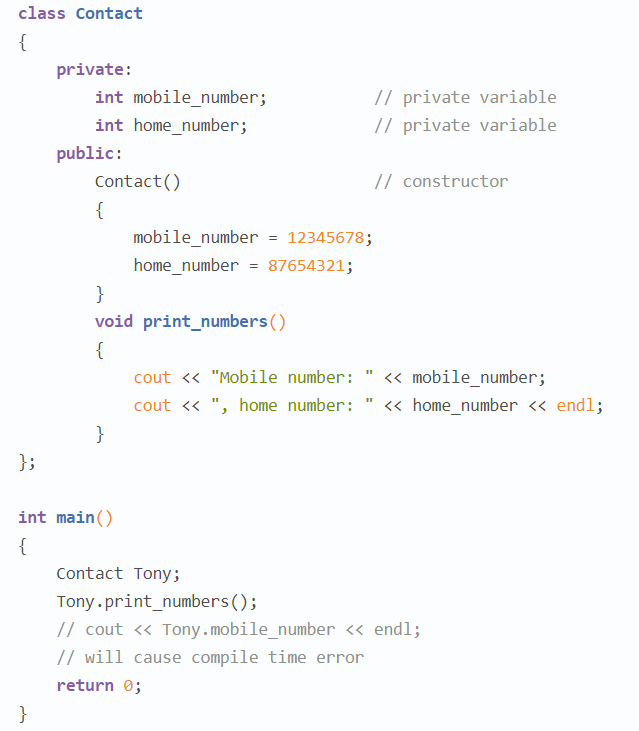 class Contact
{
    private:
        int mobile_number;           // private variable
        int home_number;             // private variable
    public:
        Contact()                    // constructor
        {
            mobile_number = 12345678;
            home_number = 87654321;
        }
        void print_numbers()
        {
            cout << "Mobile number: " << mobile_number;
            cout << ", home number: " << home_number << endl;
        }
};

int main()
{
    Contact Tony;
    Tony.print_numbers();
    // cout << Tony.mobile_number << endl;
    // will cause compile time error
    return 0;
}